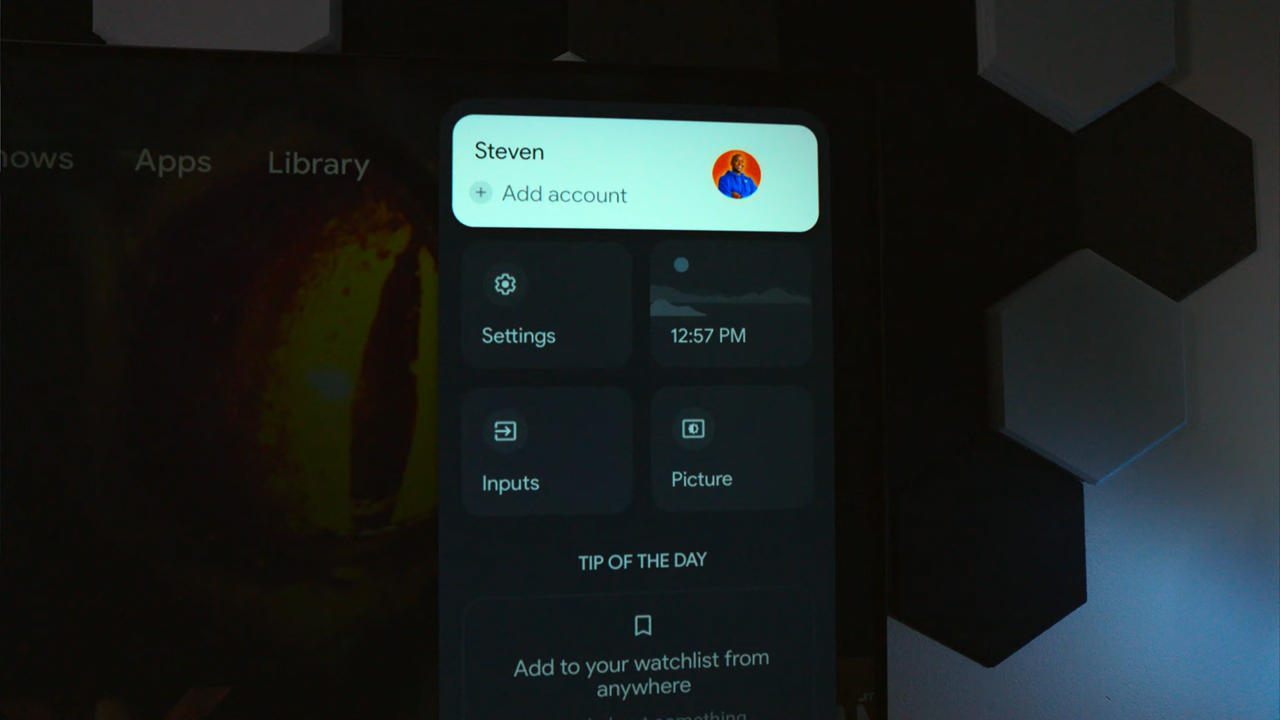 Apps
Library
Steven
Add account
Settings
12:57 PM
Inputs
Picture
TIP OF THE DAY
Add to your watchlist from
anywhere
something